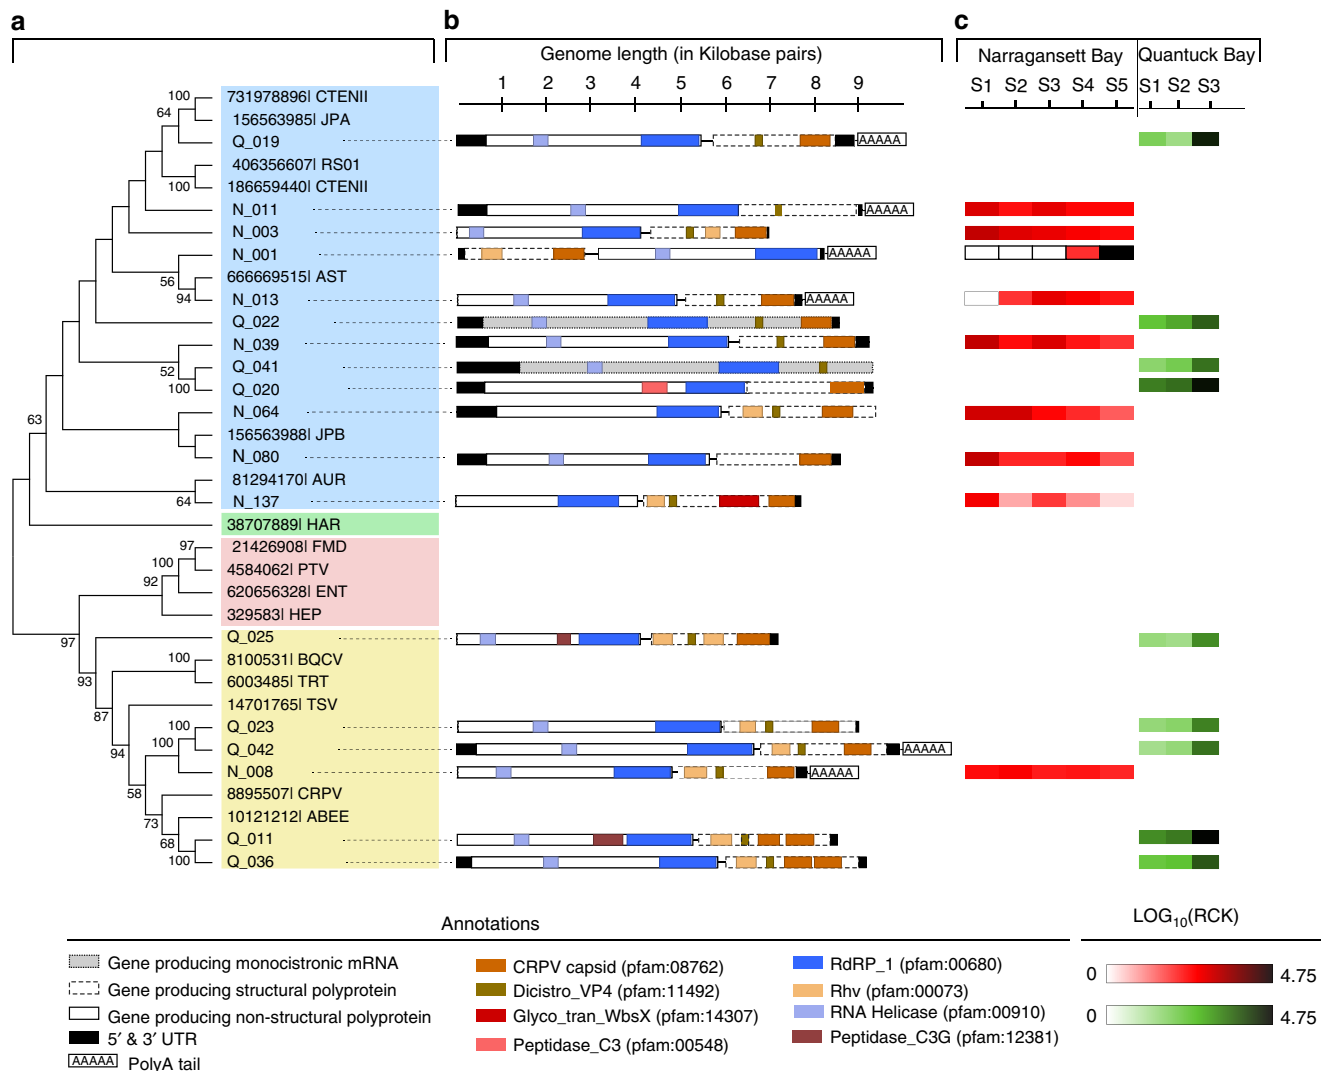 a
b
c
Genome length (in Kilobase pairs)
Narragansett Bay
Quantuck Bay
1 2 3 4 5 6 7 8 9
S1 S2 S3 S4 S5
S1 S2 S3
100
731978896| CTENII
64
156563985| JPA
Q_019
AAAAA
406356607| RS01
100
186659440| CTENII
N_011
AAAAA
N_003
N_001
AAAAA
56
666669515| AST
94
N_013
AAAAA
Q_022
N_039
52
Q_041
100
Q_020
63
N_064
156563988| JPB
N_080
81294170| AUR
64
N_137
38707889| HAR
97
21426908| FMD
100
4584062| PTV
92
620656328| ENT
329583| HEP
97
Q_025
100
8100531| BQCV
93
6003485| TRT
87
14701765| TSV
100
Q_023
94
100
Q_042
AAAAA
N_008
AAAAA
58
8895507| CRPV
73
10121212| ABEE
68
Q_011
100
Q_036
Annotations
LOG10(RCK)
Gene producing monocistronic mRNA
Gene producing structural polyprotein
Gene producing non-structural polyprotein
5′ & 3′ UTR
AAAAA PolyA tail
CRPV capsid (pfam:08762)
Dicistro_VP4 (pfam:11492)
Glyco_tran_WbsX (pfam:14307)
Peptidase_C3 (pfam:00548)
RdRP_1 (pfam:00680)
Rhv (pfam:00073)
RNA Helicase (pfam:00910)
Peptidase_C3G (pfam:12381)
0 4.75
0 4.75